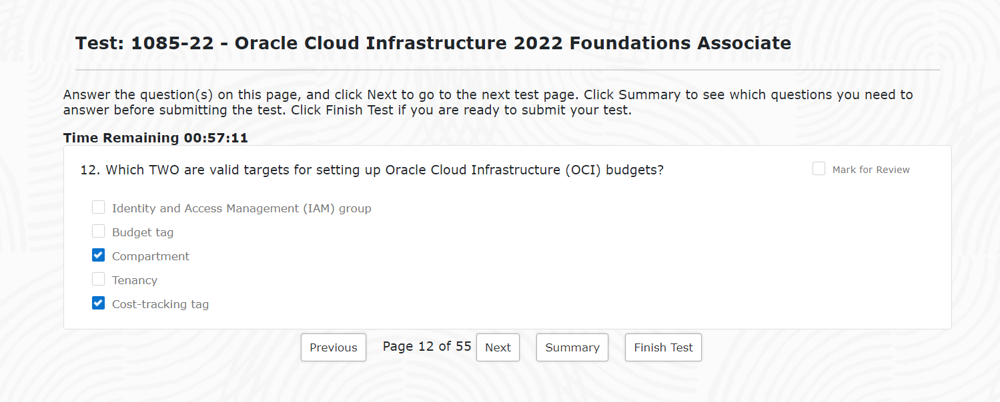 Test: 1085-22 - Oracle Cloud Infrastructure 2022 Foundations Associate
Answer the question(s) on this page, and click Next to go to the next test page. Click Summary to see which questions you need to
answer before submitting the test. Click Finish Test if you are ready to submit your test.
Time Remaining 00:57:11
12. Which TWO are valid targets for setting up Oracle Cloud Infrastructure (OCI) budgets?
Mark for Review
Identity and Access Management (IAM) group
Budget tag
Compartment
Tenancy
Cost-tracking tag
Previous Page 12 of 55 Next Summary Finish Test